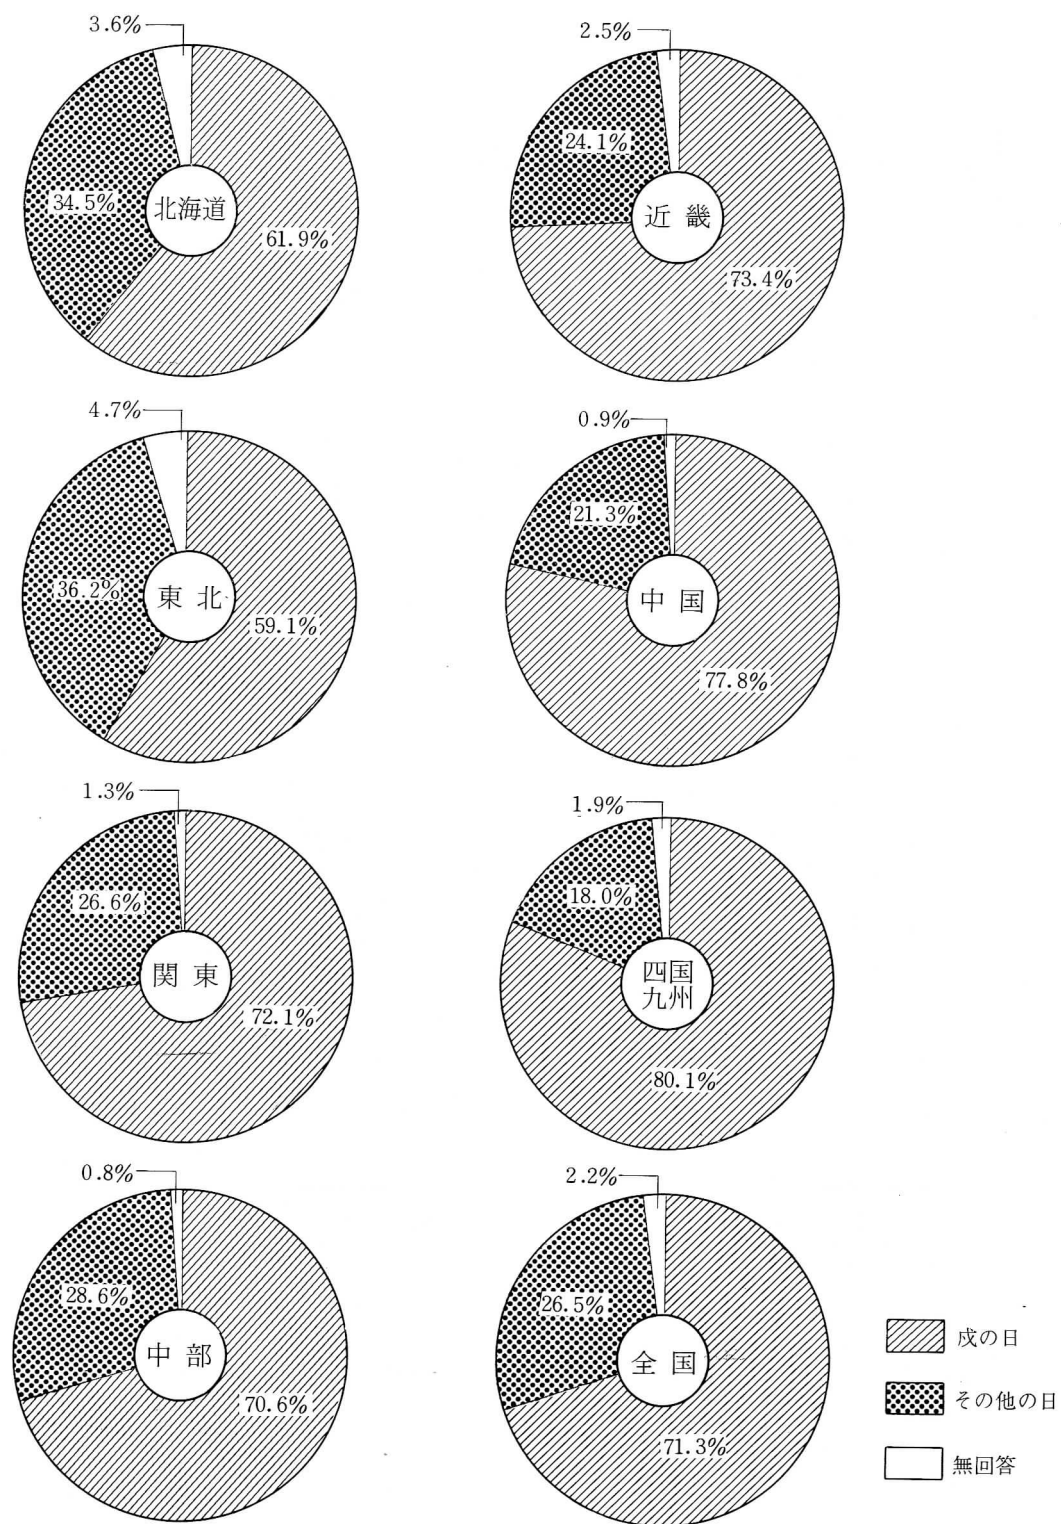 3.6%
34.5%
北海道
61.9%
2.5%
24.1%
近畿
73.4%
4.7%
36.2%
東北
59.1%
0.9%
21.3%
中国
77.8%
1.3%
26.6%
関東
72.1%
1.9%
18.0%
四国
九州
80.1%
0.8%
28.6%
中部
70.6%
2.2%
26.5%
全国
71.3%
戌の日
その他の日
無回答